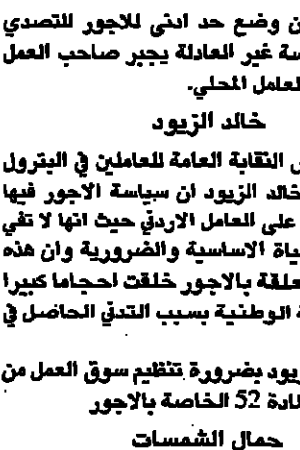 ن وضع حد ادنى للاجور للتصدي
سة غير العادلة يجبر صاحب العمل
لعامل المحلي.
خالد الزيود
س النقابة العامة للعاملين في البترول
خالد الزيود ان سياسة الاجور فيها
على العامل الاردني حيث انها لا تفي
ياة الاساسية والضرورية وان هذه
علقة بالاجور خلقت احجاما كبيرا
ة الوطنية بسبب التدني الحاصل في
يود بضرورة تنظيم سوق العمل من
لادة 52 الخاصة بالاجور
حمال الشمسات